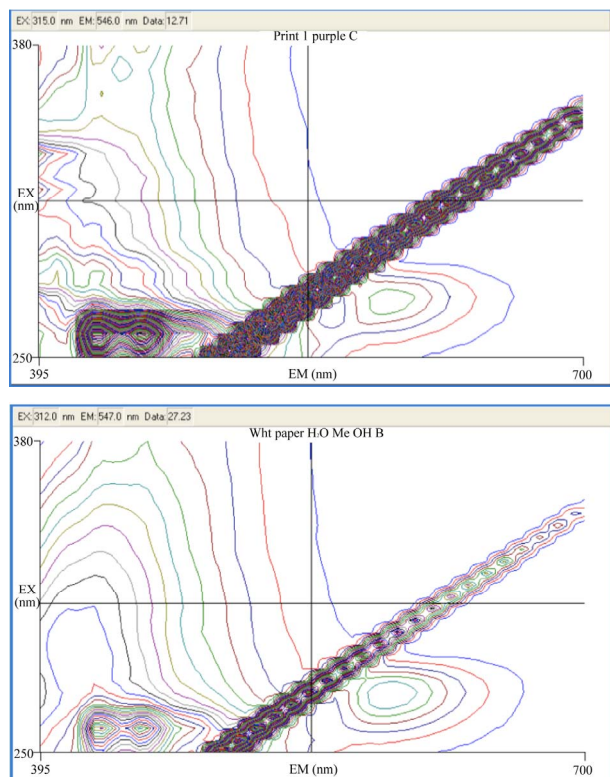 EX: 315.0 nm EM: 546.0 nm Data: 12.71
Print 1 purple C
380
EX
(nm)
250
395
EM (nm)
700
EX: 312.0 nm EM: 547.0 nm Data: 27.23
Wht paper H2O Me OH B
380
EX
(nm)
250
395
EM (nm)
700